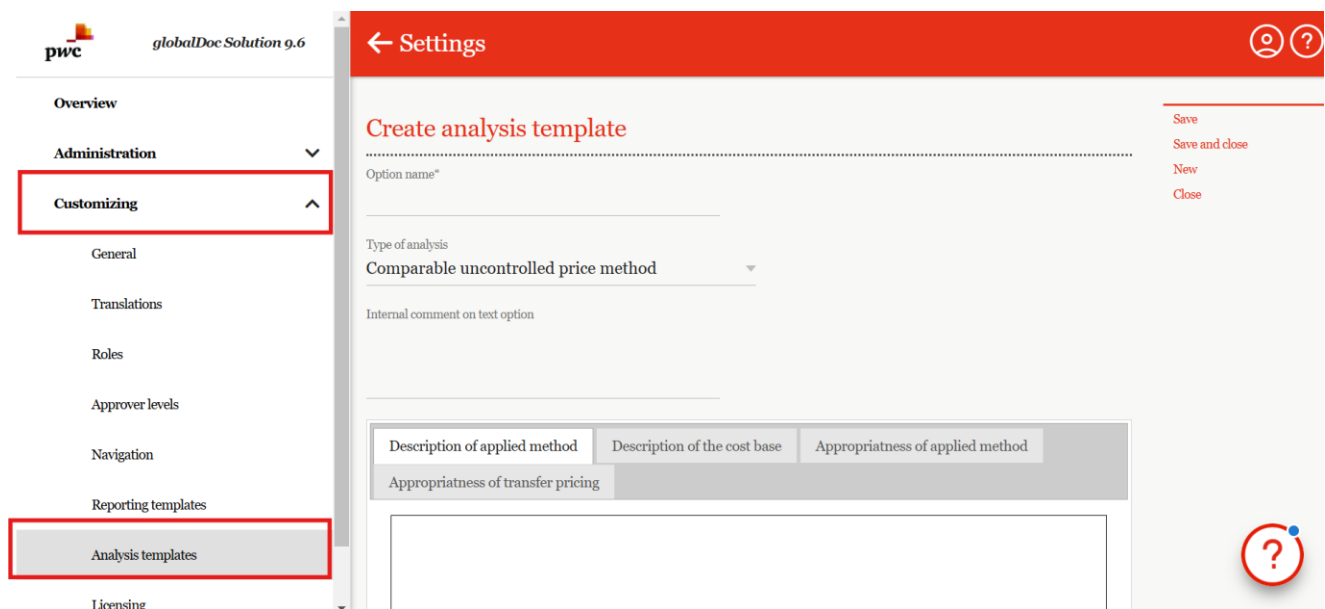 pwc
globalDoc Solution 9.6
Overview
Administration
Customizing
General
Translations
Roles
Approver levels
Navigation
Reporting templates
Analysis templates
Licensing
← Settings
?
Create analysis template
Option name*
Type of analysis
Comparable uncontrolled price method
Internal comment on text option
Description of applied method
Description of the cost base
Appropriatness of applied method
Appropriatness of transfer pricing
Save
Save and close
New
Close
?